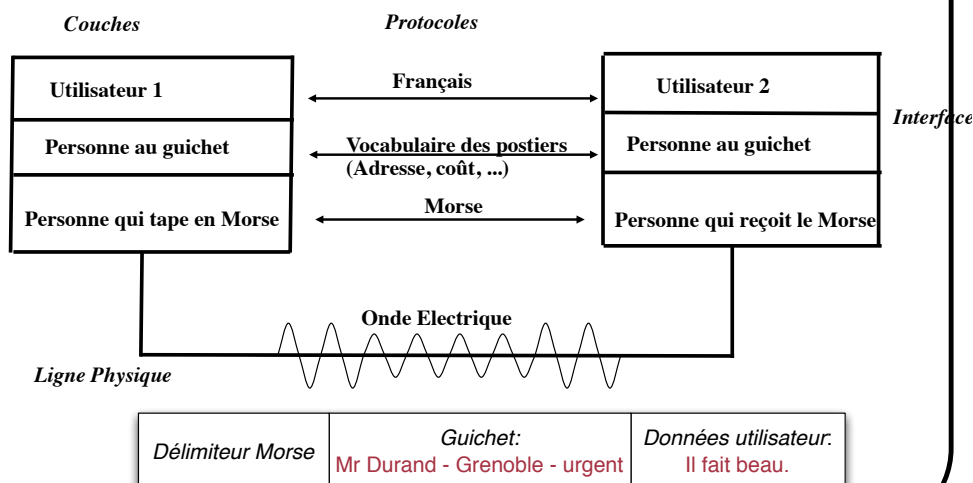 Couches
Protocoles
Utilisateur 1
Français
Utilisateur 2
Interface
Personne au guichet
Vocabulaire des postiers
(Adresse, coût, ...)
Personne au guichet
Personne qui tape en Morse
Morse
Personne qui reçoit le Morse
Onde Electrique
Ligne Physique
Délimiteur Morse
Guichet:
Mr Durand - Grenoble - urgent
Données utilisateur:
Il fait beau.